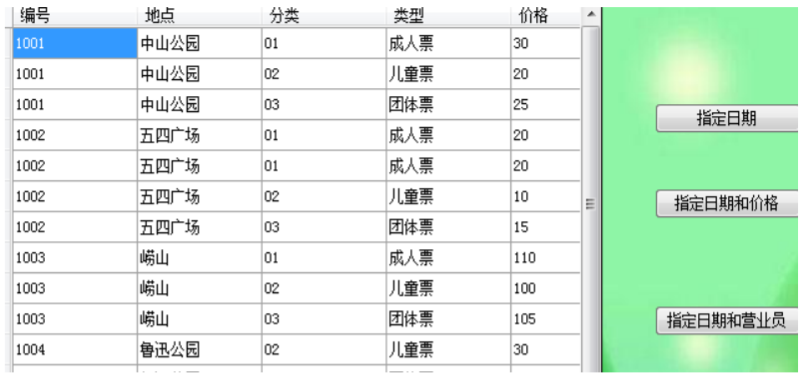 编号 地点 分类 类型 价格
1001 中山公园 01 成人票 30
1001 中山公园 02 儿童票 20
1001 中山公园 03 团体票 25
1002 五四广场 01 成人票 20
1002 五四广场 01 成人票 20
1002 五四广场 02 儿童票 10
1002 五四广场 03 团体票 15
1003 崂山 01 成人票 110
1003 崂山 02 儿童票 100
1003 崂山 03 团体票 105
1004 鲁迅公园 02 儿童票 30
指定日期
指定日期和价格
指定日期和营业员